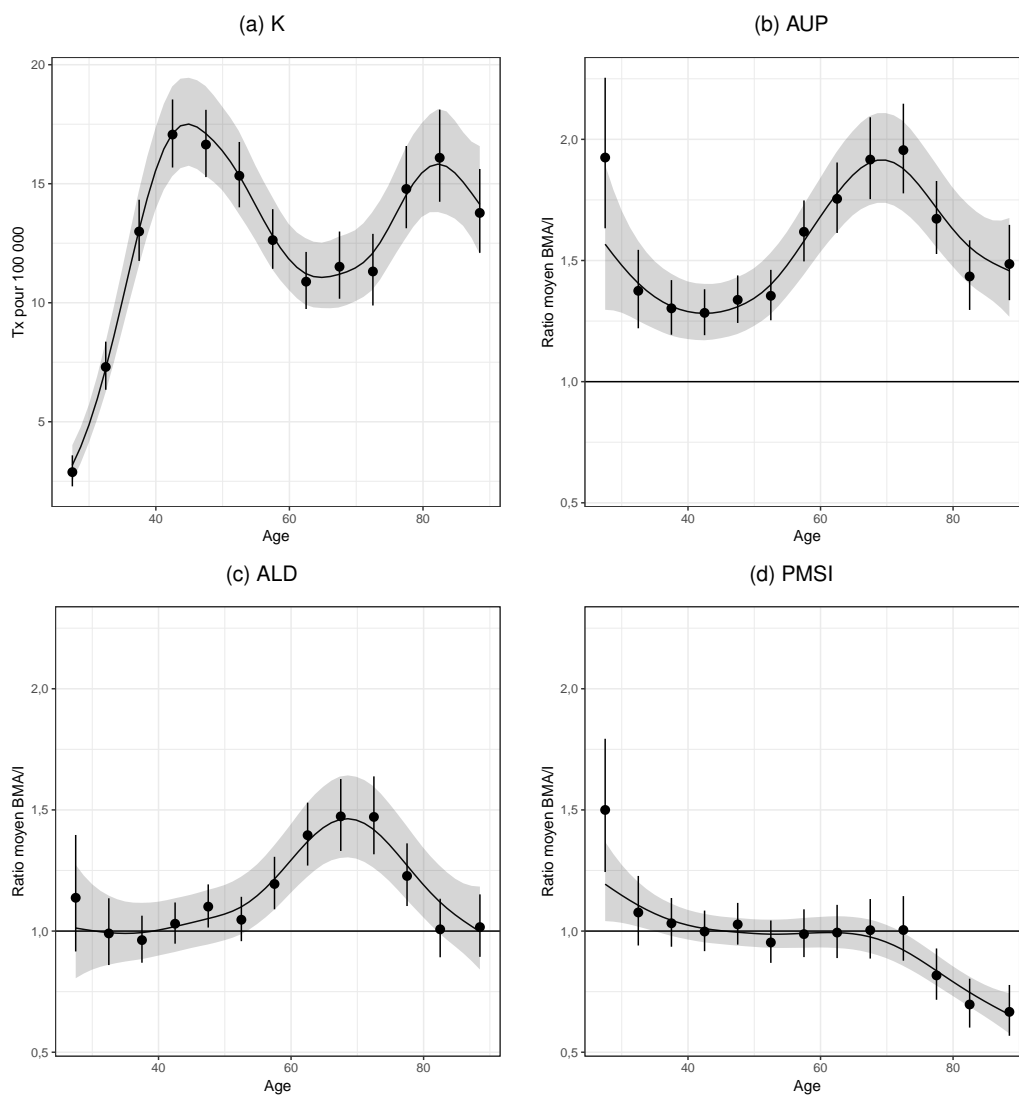 (a) K
Tx pour 100 000
20
15
10
5
40
60
80
Age
(b) AUP
Ratio moyen BMA/I
2,0
1,5
1,0
0,5
40
60
80
Age
(c) ALD
Ratio moyen BMA/I
2,0
1,5
1,0
0,5
40
60
80
Age
(d) PMSI
Ratio moyen BMA/I
2,0
1,5
1,0
0,5
40
60
80
Age